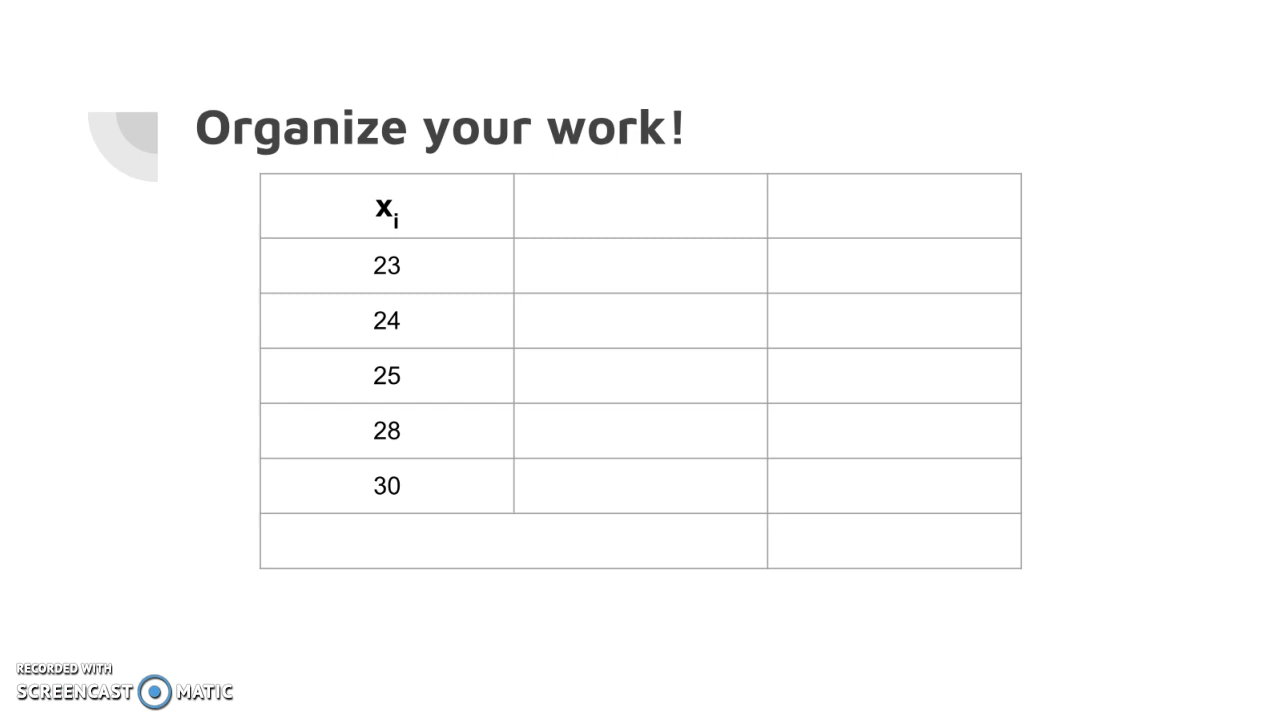 Organize your work!
xi
23
24
25
28
30
RECORDED WITH
SCREENCAST MATIC